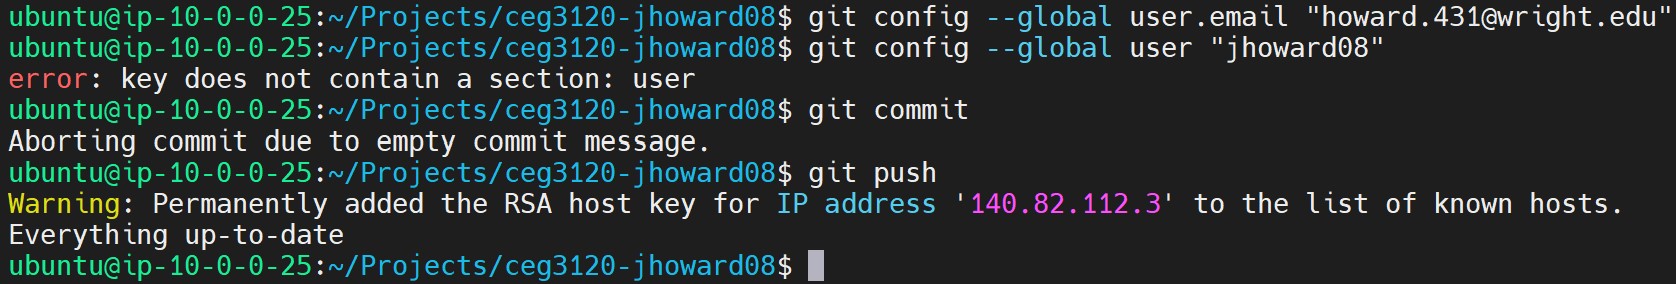 ubuntu@ip-10-0-0-25:~/Projects/ceg3120-jhoward08$ git config --global user.email "howard.431@wright.edu"
ubuntu@ip-10-0-0-25:~/Projects/ceg3120-jhoward08$ git config --global user "jhoward08"
error: key does not contain a section: user
ubuntu@ip-10-0-0-25:~/Projects/ceg3120-jhoward08$ git commit
Aborting commit due to empty commit message.
ubuntu@ip-10-0-0-25:~/Projects/ceg3120-jhoward08$ git push
Warning: Permanently added the RSA host key for IP address '140.82.112.3' to the list of known hosts.
Everything up-to-date
ubuntu@ip-10-0-0-25:~/Projects/ceg3120-jhoward08$